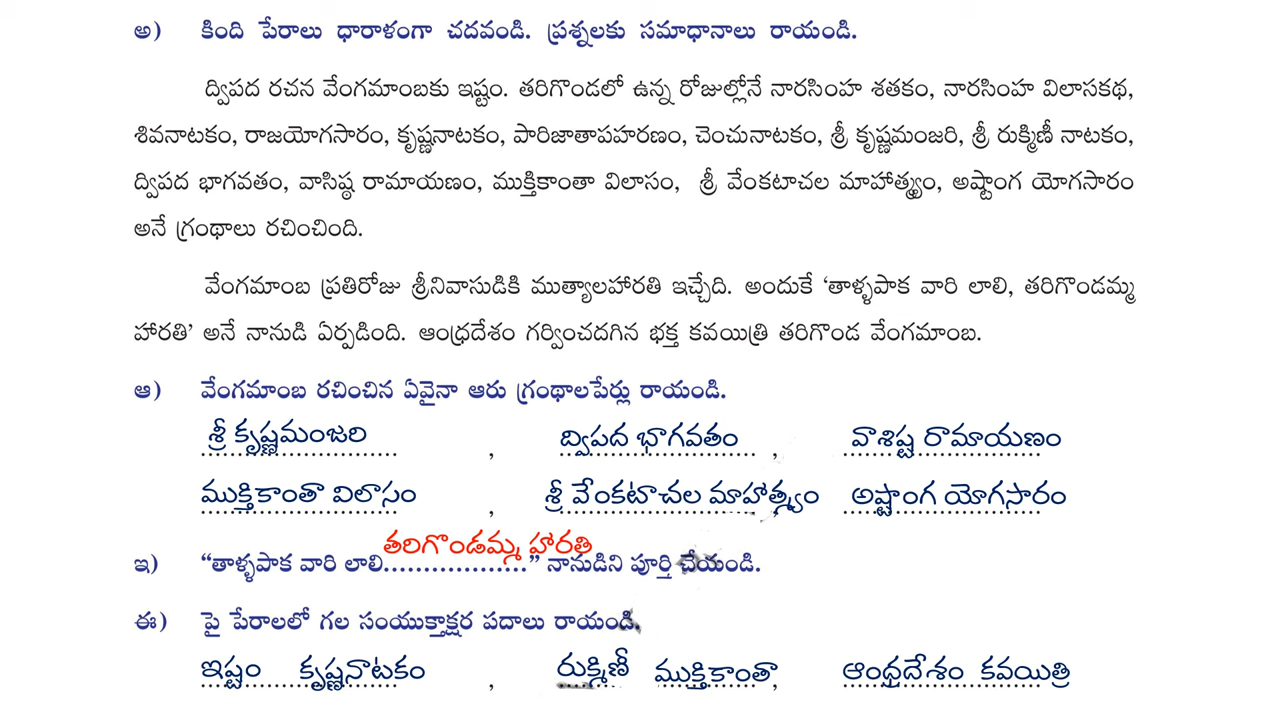 అ) కింది పేరాలు ధారాళంగా చదవండి. ప్రశ్నలకు సమాధానాలు రాయండి.
ద్విపద రచన వేంగమాంబకు ఇష్టం. తరిగొండలో ఉన్న రోజుల్లోనే నారసింహ శతకం, నారసింహ విలాసకథ,
శివనాటకం, రాజయోగసారం, కృష్ణనాటకం, పారిజాతాపహరణం, చెంచునాటకం, శ్రీ కృష్ణమంజరి, శ్రీ రుక్మిణీ నాటకం,
ద్విపద భాగవతం, వాసిష్ఠ రామాయణం, ముక్తికాంతా విలాసం, శ్రీ వేంకటాచల మాహాత్మ్యం, అష్టాంగ యోగసారం
అనే గ్రంథాలు రచించింది.
వేంగమాంబ ప్రతిరోజు శ్రీనివాసుడికి ముత్యాలహారతి ఇచ్చేది. అందుకే ‘తాళ్ళపాక వారి లాలి, తరిగొండమ్మ
హారతి’ అనే నానుడి ఏర్పడింది. ఆంధ్రదేశం గర్వించదగిన భక్త కవయిత్రి తరిగొండ వేంగమాంబ.
ఆ) వేంగమాంబ రచించిన ఏవైనా ఆరు గ్రంథాలపేర్లు రాయండి.
శ్రీ కృష్ణమంజరి , ద్విపద భాగవతం , వాశిష్ట రామాయణం
ముక్తికాంతా విలాసం , శ్రీ వేంకటాచల మాహాత్మ్యం అష్టాంగ యోగసారం
తరిగొండమ్మ హారతి
ఇ) “తాళ్ళపాక వారి లాలి..................” నానుడిని పూర్తి చేయండి.
ఈ) పై పేరాలలో గల సంయుక్తాక్షర పదాలు రాయండి.
ఇష్టం కృష్ణనాటకం , రుక్మిణీ ముక్తికాంతా, ఆంధ్రదేశం కవయిత్రి